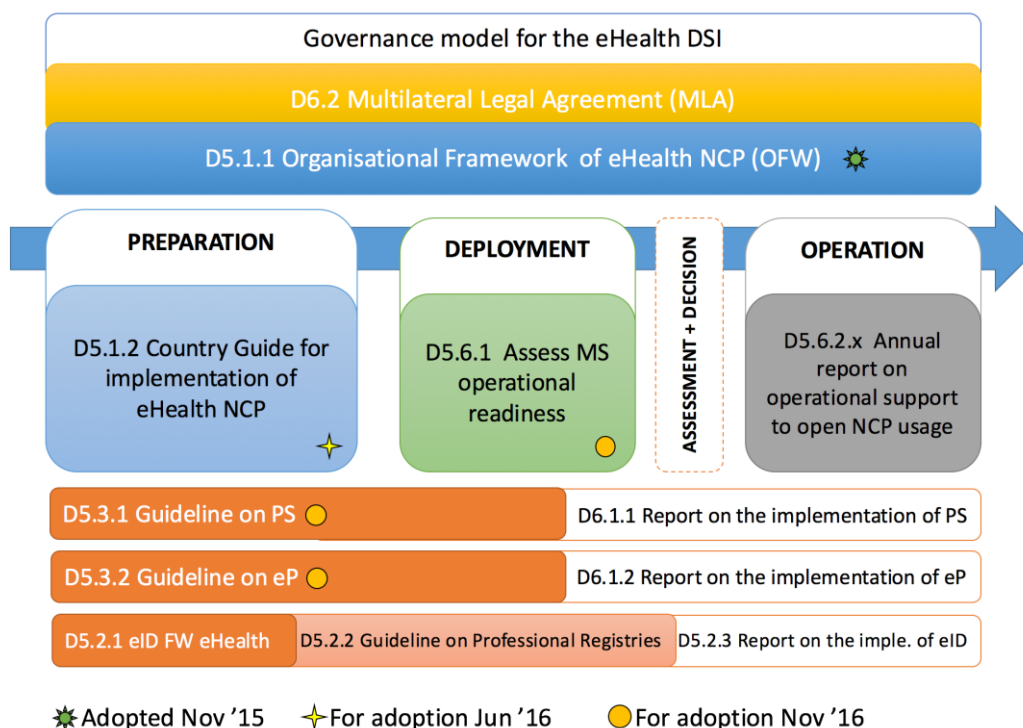 Governance model for the eHealth DSI
D6.2 Multilateral Legal Agreement (MLA)
D5.1.1 Organisational Framework of eHealth NCP (OFW)
PREPARATION
D5.1.2 Country Guide for
implementation of
eHealth NCP
DEPLOYMENT
D5.6.1 Assess MS
operational
readiness
ASSESSMENT + DECISION
OPERATION
D5.6.2.x Annual
report on
operational support
to open NCP usage
D5.3.1 Guideline on PS
D6.1.1 Report on the implementation of PS
D5.3.2 Guideline on eP
D6.1.2 Report on the implementation of eP
D5.2.1 eID FW eHealth
D5.2.2 Guideline on Professional Registries
D5.2.3 Report on the imple. of eID
Adopted Nov '15
For adoption Jun '16
For adoption Nov '16